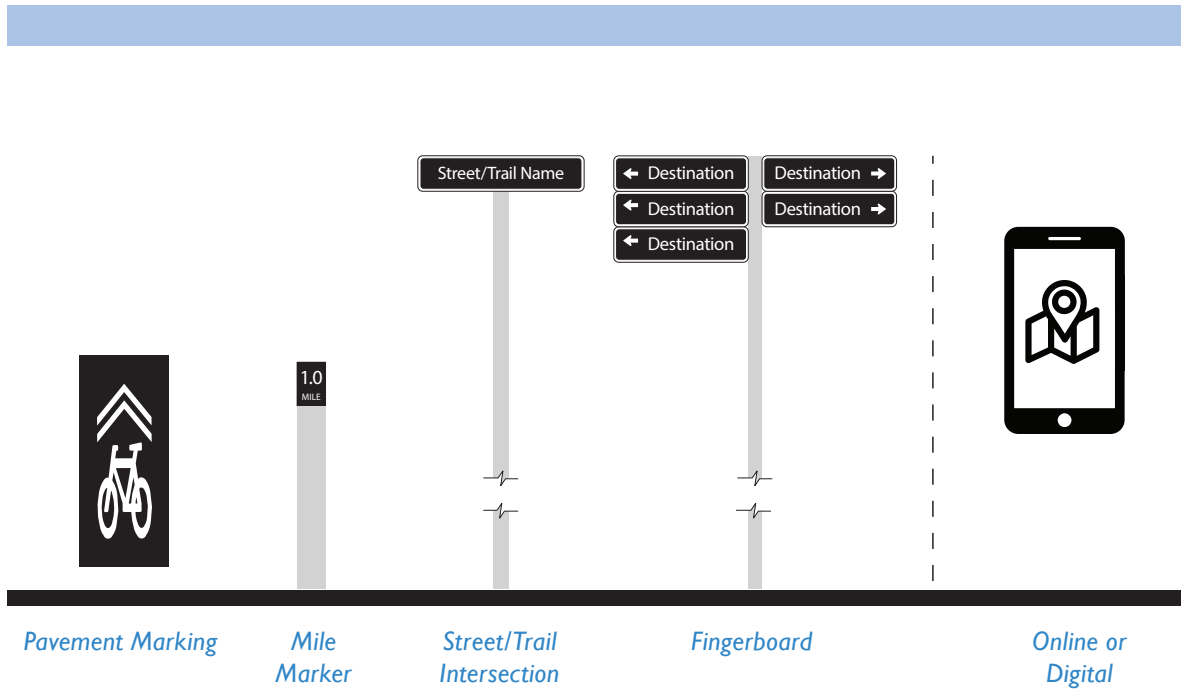 Street/Trail Name
Destination
Destination
Destination
Destination
Destination
1.0
MILE
Pavement Marking
Mile
Marker
Street/Trail
Intersection
Fingerboard
Online or
Digital